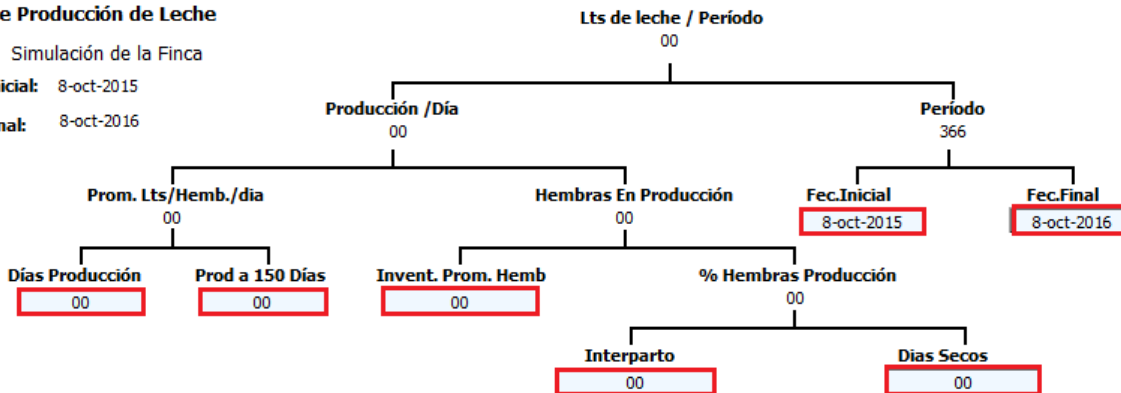 e Producción de Leche
Simulación de la Finca
icial: 8-oct-2015
nal: 8-oct-2016
Lts de leche / Período
00
Producción /Día
00
Período
366
Prom. Lts/Hemb./dia
00
Hembras En Producción
00
Fec.Inicial
8-oct-2015
Fec.Final
8-oct-2016
Días Producción
00
Prod a 150 Días
00
Invent. Prom. Hemb
00
% Hembras Producción
00
Interparto
00
Dias Secos
00